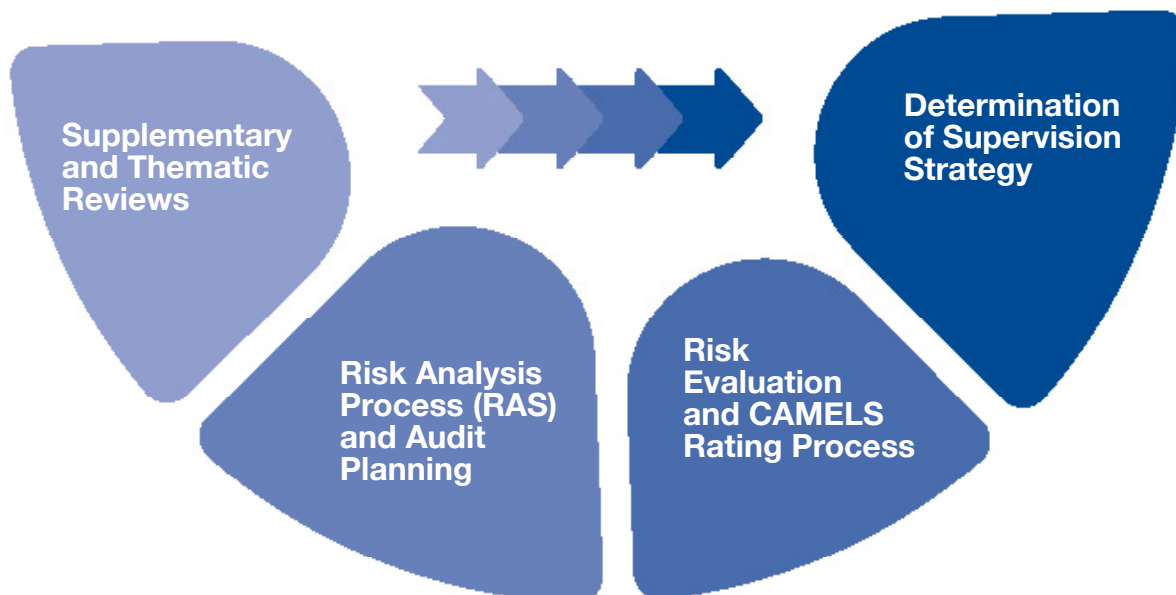 Supplementary
and Thematic
Reviews
Risk Analysis
Process (RAS)
and Audit
Planning
Risk
Evaluation
and CAMELS
Rating Process
Determination
of Supervision
Strategy